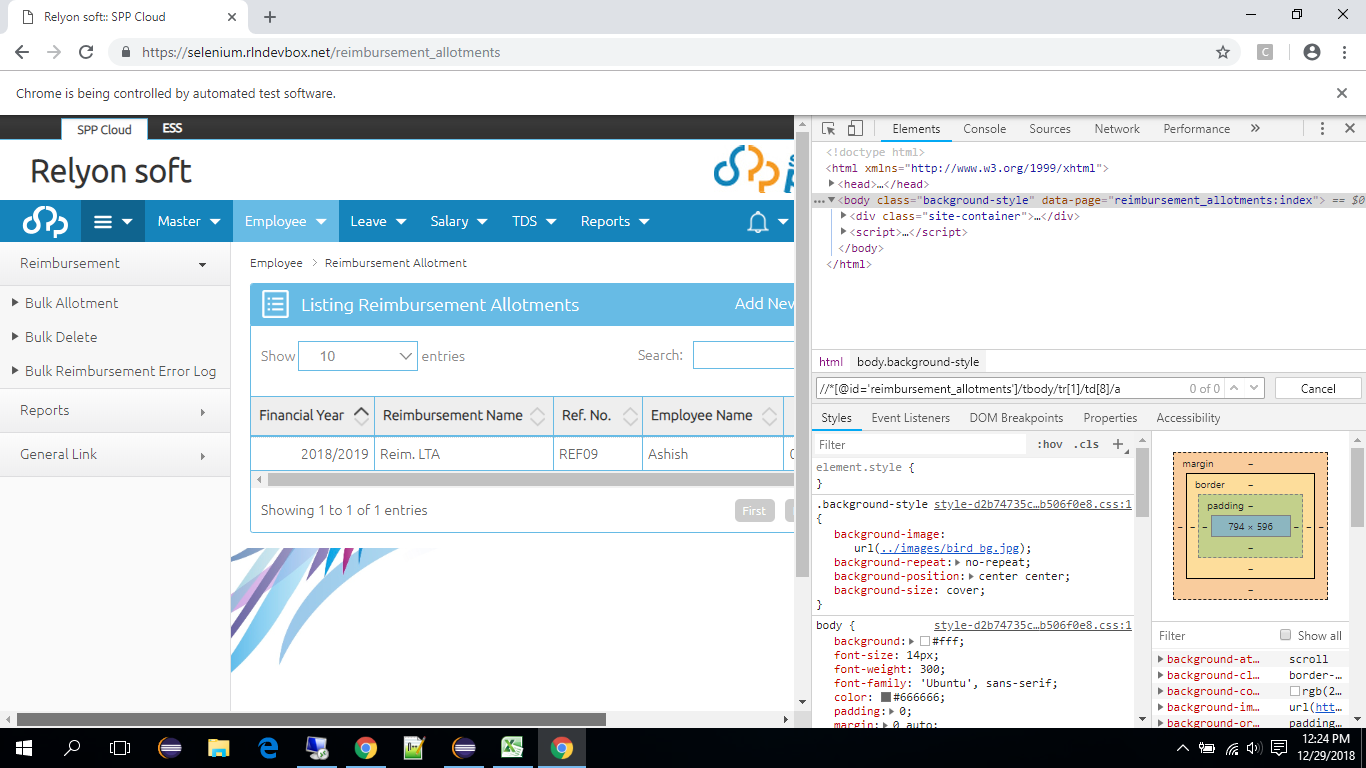 Relyon soft:: SPP Cloud
https://selenium.rlndevbox.net/reimbursement_allotments
C
Chrome is being controlled by automated test software.
SPP Cloud ESS
Relyon soft
Master Employee Leave Salary TDS Reports
Reimbursement
Bulk Allotment
Bulk Delete
Bulk Reimbursement Error Log
Reports
General Link
Employee > Reimbursement Allotment
Listing Reimbursement Allotments Add New
Show 10 entries Search:
Financial Year Reimbursement Name Ref. No. Employee Name
2018/2019 Reim. LTA REF09 Ashish
Showing 1 to 1 of 1 entries First
Elements Console Sources Network Performance »
<!doctype html>
<html xmlns="http://www.w3.org/1999/xhtml">
<head>…</head>
<body class="background-style" data-page="reimbursement_allotments:index"> == $0
<div class="site-container">…</div>
<script>…</script>
</body>
</html>
html body.background-style
//*[@id='reimbursement_allotments']/tbody/tr[1]/td[8]/a 0 of 0 Cancel
Styles Event Listeners DOM Breakpoints Properties Accessibility
Filter :hov .cls +
element.style {
}
.background-style style-d2b74735c…b506f0e8.css:1
{
background-image:
url(../images/bird_bg.jpg);
background-repeat: no-repeat;
background-position: center center;
background-size: cover;
}
body { style-d2b74735c…b506f0e8.css:1
background: #fff;
font-size: 14px;
font-weight: 300;
font-family: 'Ubuntu', sans-serif;
color: #666666;
padding: 0;
margin: 0 auto;
margin –
border –
padding –
– – – 794 × 596 – – –
–
–
–
Filter Show all
background-at… scroll
background-cl… border-…
background-co… rgb(2…
background-im… url(htt…
background-or… padding…
12:24 PM
12/29/2018